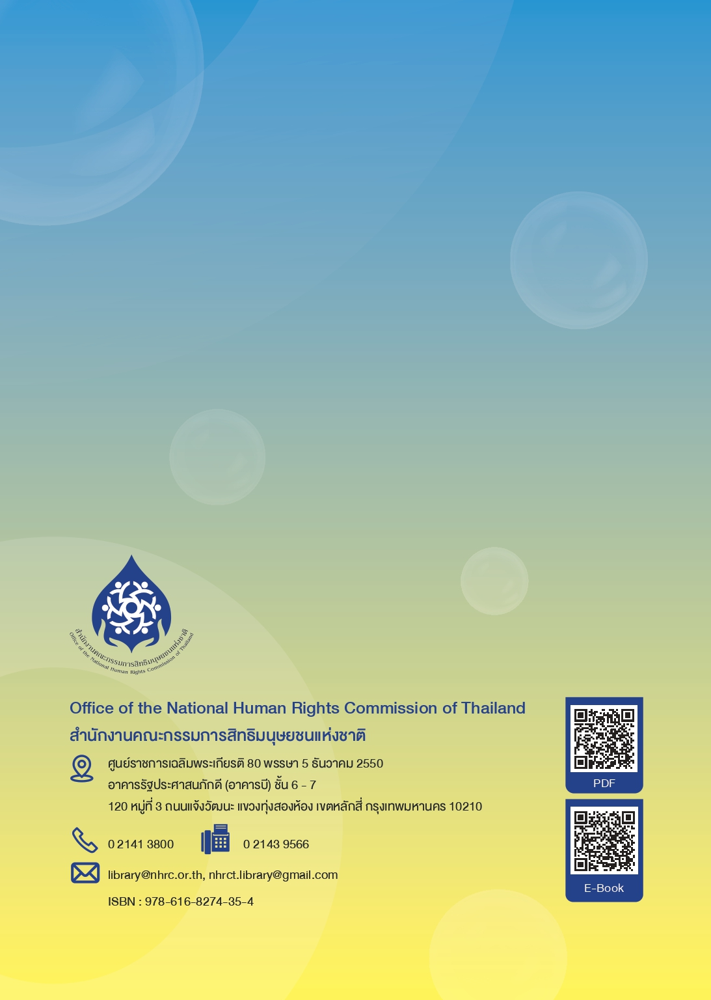 สำนักงานคณะกรรมการสิทธิมนุษยชนแห่งชาติ
Office of the National Human Rights Commission of Thailand
Office of the National Human Rights Commission of Thailand
สำนักงานคณะกรรมการสิทธิมนุษยชนแห่งชาติ
ศูนย์ราชการเฉลิมพระเกียรติ 80 พรรษา 5 ธันวาคม 2550
อาคารรัฐประศาสนภักดี (อาคารบี) ชั้น 6 - 7
120 หมู่ที่ 3 ถนนแจ้งวัฒนะ แขวงทุ่งสองห้อง เขตหลักสี่ กรุงเทพมหานคร 10210
0 2141 3800 0 2143 9566
library@nhrc.or.th, nhrct.library@gmail.com
ISBN : 978-616-8274-35-4
PDF
E-Book